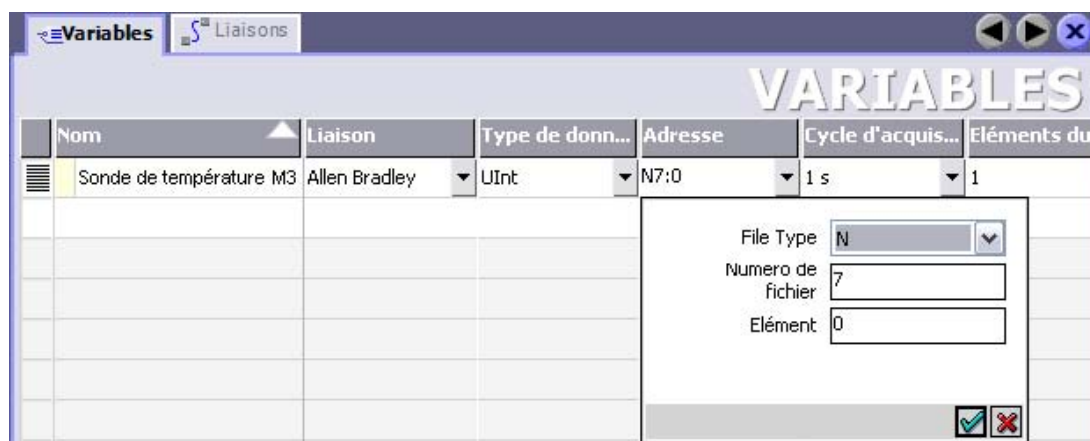 Variables Liaisons
VARIABLES
Nom Liaison Type de donn... Adresse Cycle d'acquis... Eléments du
Sonde de température M3 Allen Bradley UInt N7:0 1 s 1
File Type N
Numero de
fichier 7
Elément 0